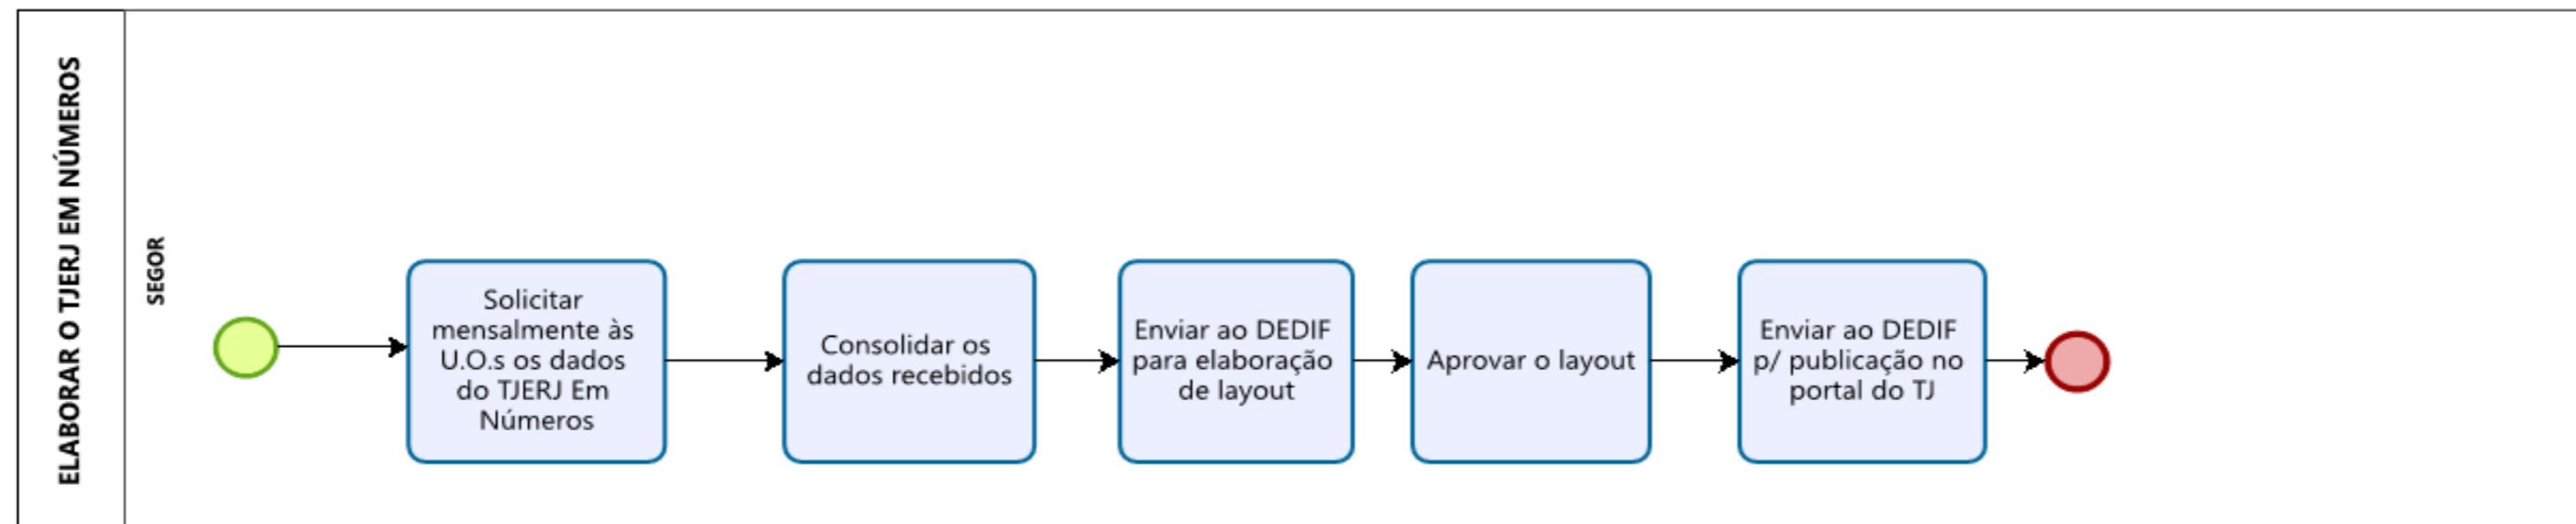 ELABORAR O TJERJ EM NÚMEROS
SEGOR
Solicitar
mensalmente às
U.O.s os dados
do TJERJ Em
Números
Consolidar os
dados recebidos
Enviar ao DEDIF
para elaboração
de layout
Aprovar o layout
Enviar ao DEDIF
p/ publicação no
portal do TJ